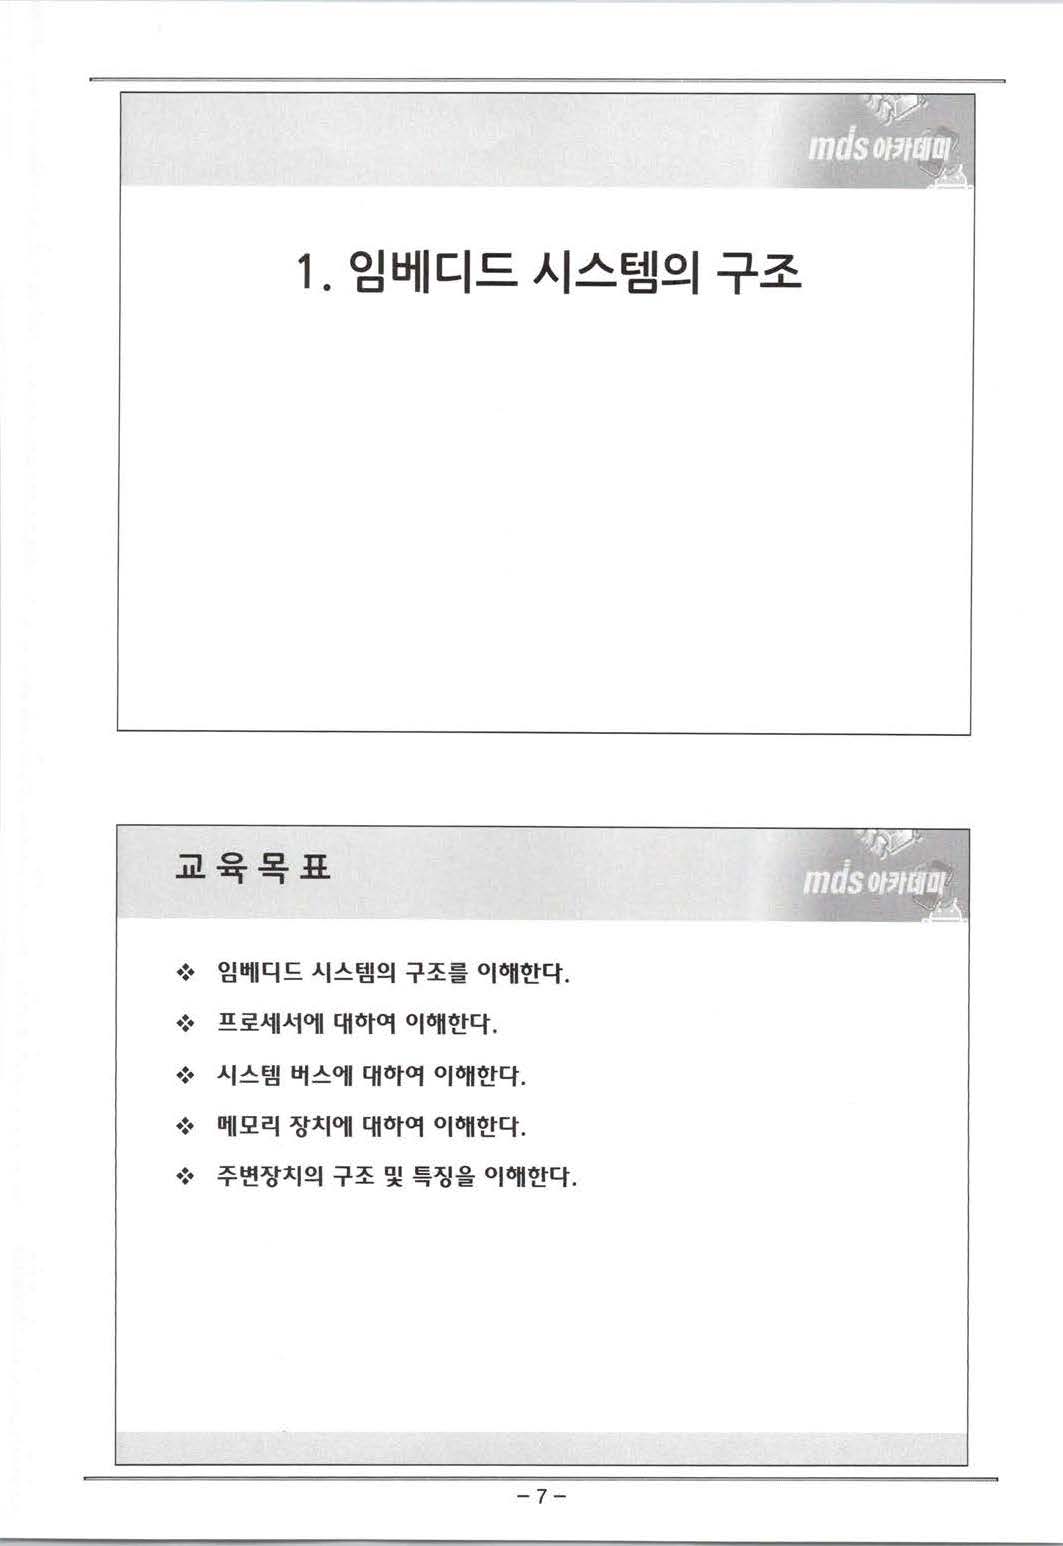 mds 아카데미
1. 임베디드 시스템의 구조
교육목표
mds 아카데미
❖ 임베디드 시스템의 구조를 이해한다.
❖ 프로세서에 대하여 이해한다.
❖ 시스템 버스에 대하여 이해한다.
❖ 메모리 장치에 대하여 이해한다.
❖ 주변장치의 구조 및 특징을 이해한다.
- 7 -